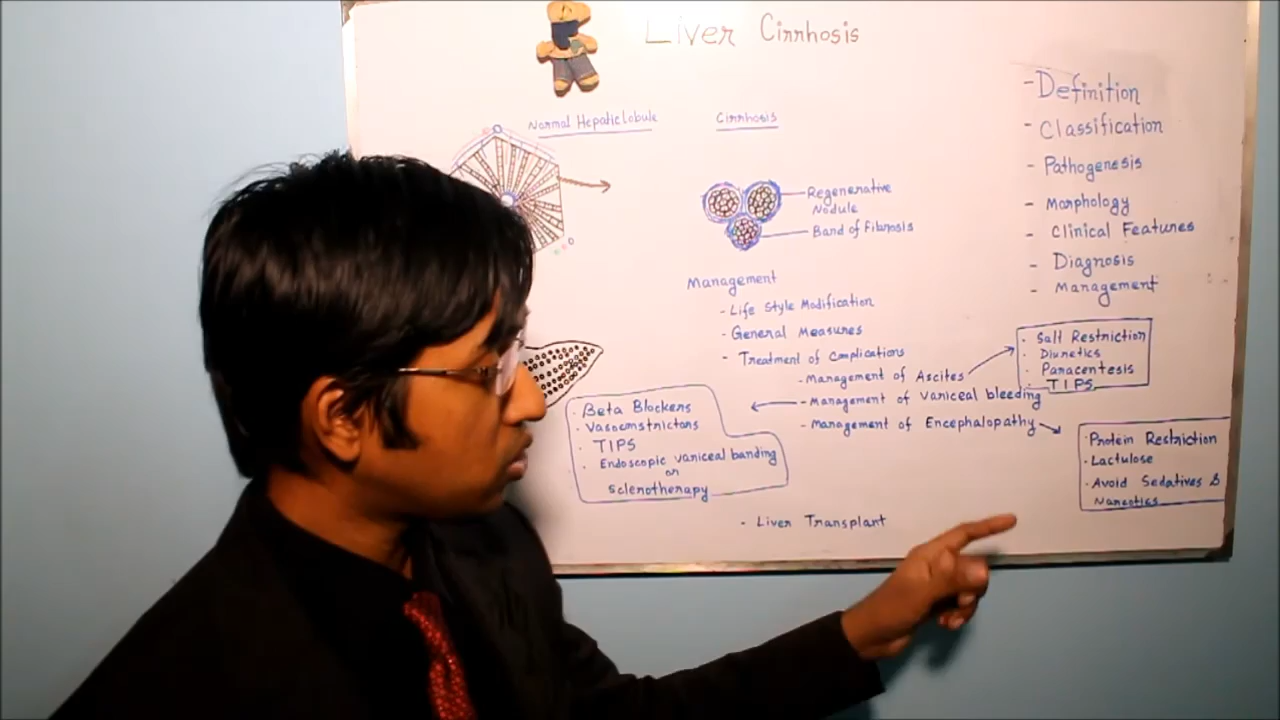 Liver Cirrhosis
Normal Hepatic Lobule
Cirrhosis
Regenerative
Nodule
Band of Fibrosis
- Definition
- Classification
- Pathogenesis
- Morphology
- Clinical Features
- Diagnosis
- Management
Management
- Life Style Modification
- General Measures
- Treatment of Complications
- Management of Ascites
- Management of Variceal bleeding
- Management of Encephalopathy
· Salt Restriction
· Diuretics
· Paracentesis
· TIPS
· Beta Blockers
· Vasoconstrictors
· TIPS
· Endoscopic variceal banding
or
sclerotherapy
· Protein Restriction
· Lactulose
· Avoid Sedatives &
Narcotics
- Liver Transplant